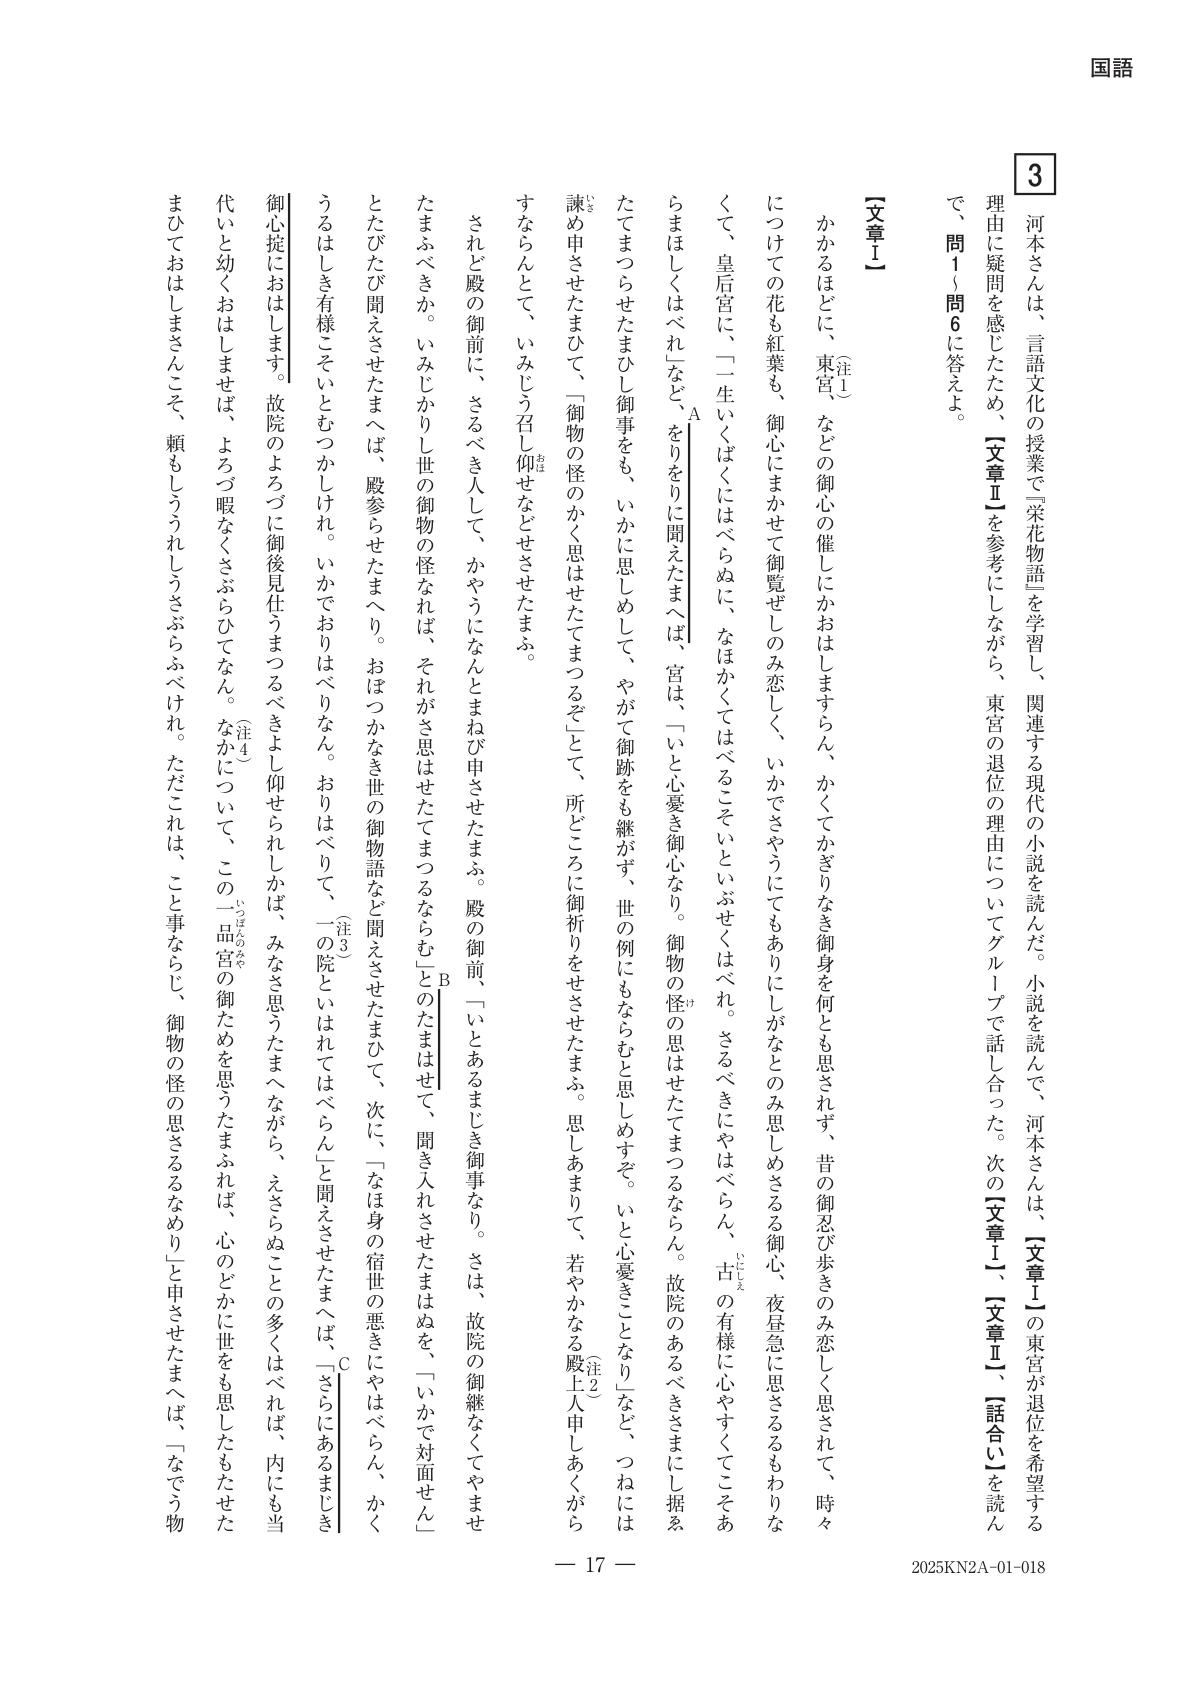 国語
3
河本さんは、言語文化の授業で『栄花物語』を学習し、関連する現代の小説を読んだ。小説を読んで、河本さんは、【文章Ⅰ】の東宮が退位を希望する
理由に疑問を感じたため、【文章Ⅱ】を参考にしながら、東宮の退位の理由についてグループで話し合った。次の【文章Ⅰ】、【文章Ⅱ】、【話合い】を読ん
で、問1~問6に答えよ。
【文章Ⅰ】
かかるほどに、東宮(注1)、などの御心の催しにかおはしますらん、かくてかぎりなき御身を何とも思されず、昔の御忍び歩きのみ恋しく思されて、時々
につけての花も紅葉も、御心にまかせて御覧ぜしのみ恋しく、いかでさやうにてもありにしがなとのみ思しめさるる御心、夜昼急に思さるるもわりな
くて、皇后宮に、「一生いくばくにはべらぬに、なほかくてはべるこそいといぶせくはべれ。さるべきにやはべらん、古いにしえの有様に心やすくてこそあ
らまほしくはべれ」など、Aをりをりに聞えたまへば、宮は、「いと心憂き御心なり。御物の怪けの思はせたてまつるならん。故院のあるべきさまにし据ゑ
たてまつらせたまひし御事をも、いかに思しめして、やがて御跡をも継がず、世の例にもならむと思しめすぞ。いと心憂きことなり」など、つねには
諫いさめ申させたまひて、「御物の怪のかく思はせたてまつるぞ」とて、所どころに御祈りをせさせたまふ。思しあまりて、若やかなる殿上人(注2)申しあくがら
すならんとて、いみじう召し仰おほせなどせさせたまふ。
されど殿の御前に、さるべき人して、かやうになんとまねび申させたまふ。殿の御前、「いとあるまじき御事なり。さは、故院の御継なくてやませ
たまふべきか。いみじかりし世の御物の怪なれば、それがさ思はせたてまつるならむ」とBのたまはせて、聞き入れさせたまはぬを、「いかで対面せん」
とたびたび聞えさせたまへば、殿参らせたまへり。おぼつかなき世の御物語など聞えさせたまひて、次に、「なほ身の宿世の悪きにやはべらん、かく
うるはしき有様こそいとむつかしけれ。いかでおりはべりなん。おりはべりて、一の院(注3)といはれてはべらん」と聞えさせたまへば、「Cさらにあるまじき
御心掟におはします。故院のよろづに御後見仕うまつるべきよし仰せられしかば、みなさ思うたまへながら、えさらぬことの多くはべれば、内にも当
代いと幼くおはしませば、よろづ暇なくさぶらひてなん。なかについて(注4)、この一品宮いつぽんのみやの御ためを思うたまふれば、心のどかに世をも思したもたせた
まひておはしまさんこそ、頼もしううれしうさぶらふべけれ。ただこれは、こと事ならじ、御物の怪の思さるるなめり」と申させたまへば、「なでう物
— 17 —
2025KN2A-01-018